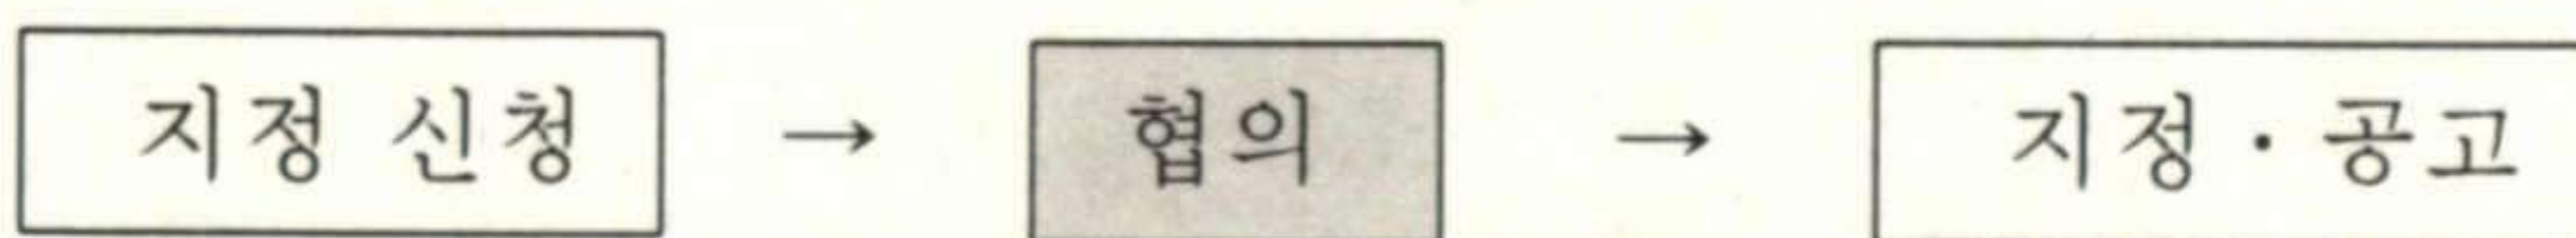 지정 신청 → 협의 → 지정·공고